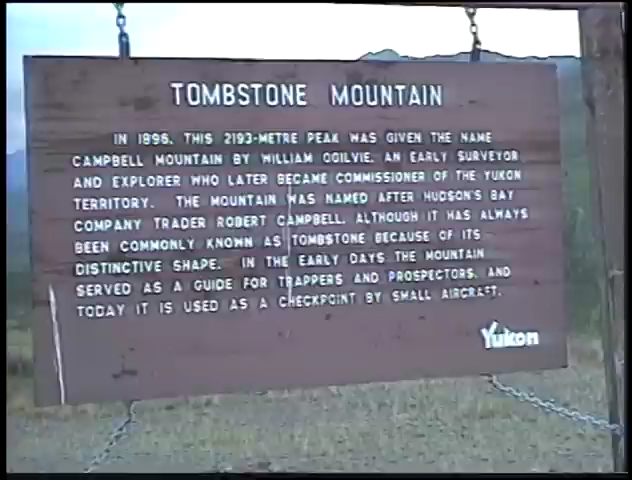 TOMBSTONE MOUNTAIN
IN 1896, THIS 2193-METRE PEAK WAS GIVEN THE NAME
CAMPBELL MOUNTAIN BY WILLIAM OGILVIE, AN EARLY SURVEYOR
AND EXPLORER WHO LATER BECAME COMMISSIONER OF THE YUKON
TERRITORY. THE MOUNTAIN WAS NAMED AFTER HUDSON'S BAY
COMPANY TRADER ROBERT CAMPBELL, ALTHOUGH IT HAS ALWAYS
BEEN COMMONLY KNOWN AS TOMBSTONE BECAUSE OF ITS
DISTINCTIVE SHAPE. IN THE EARLY DAYS THE MOUNTAIN
SERVED AS A GUIDE FOR TRAPPERS AND PROSPECTORS, AND
TODAY IT IS USED AS A CHECKPOINT BY SMALL AIRCRAFT.
Yukon